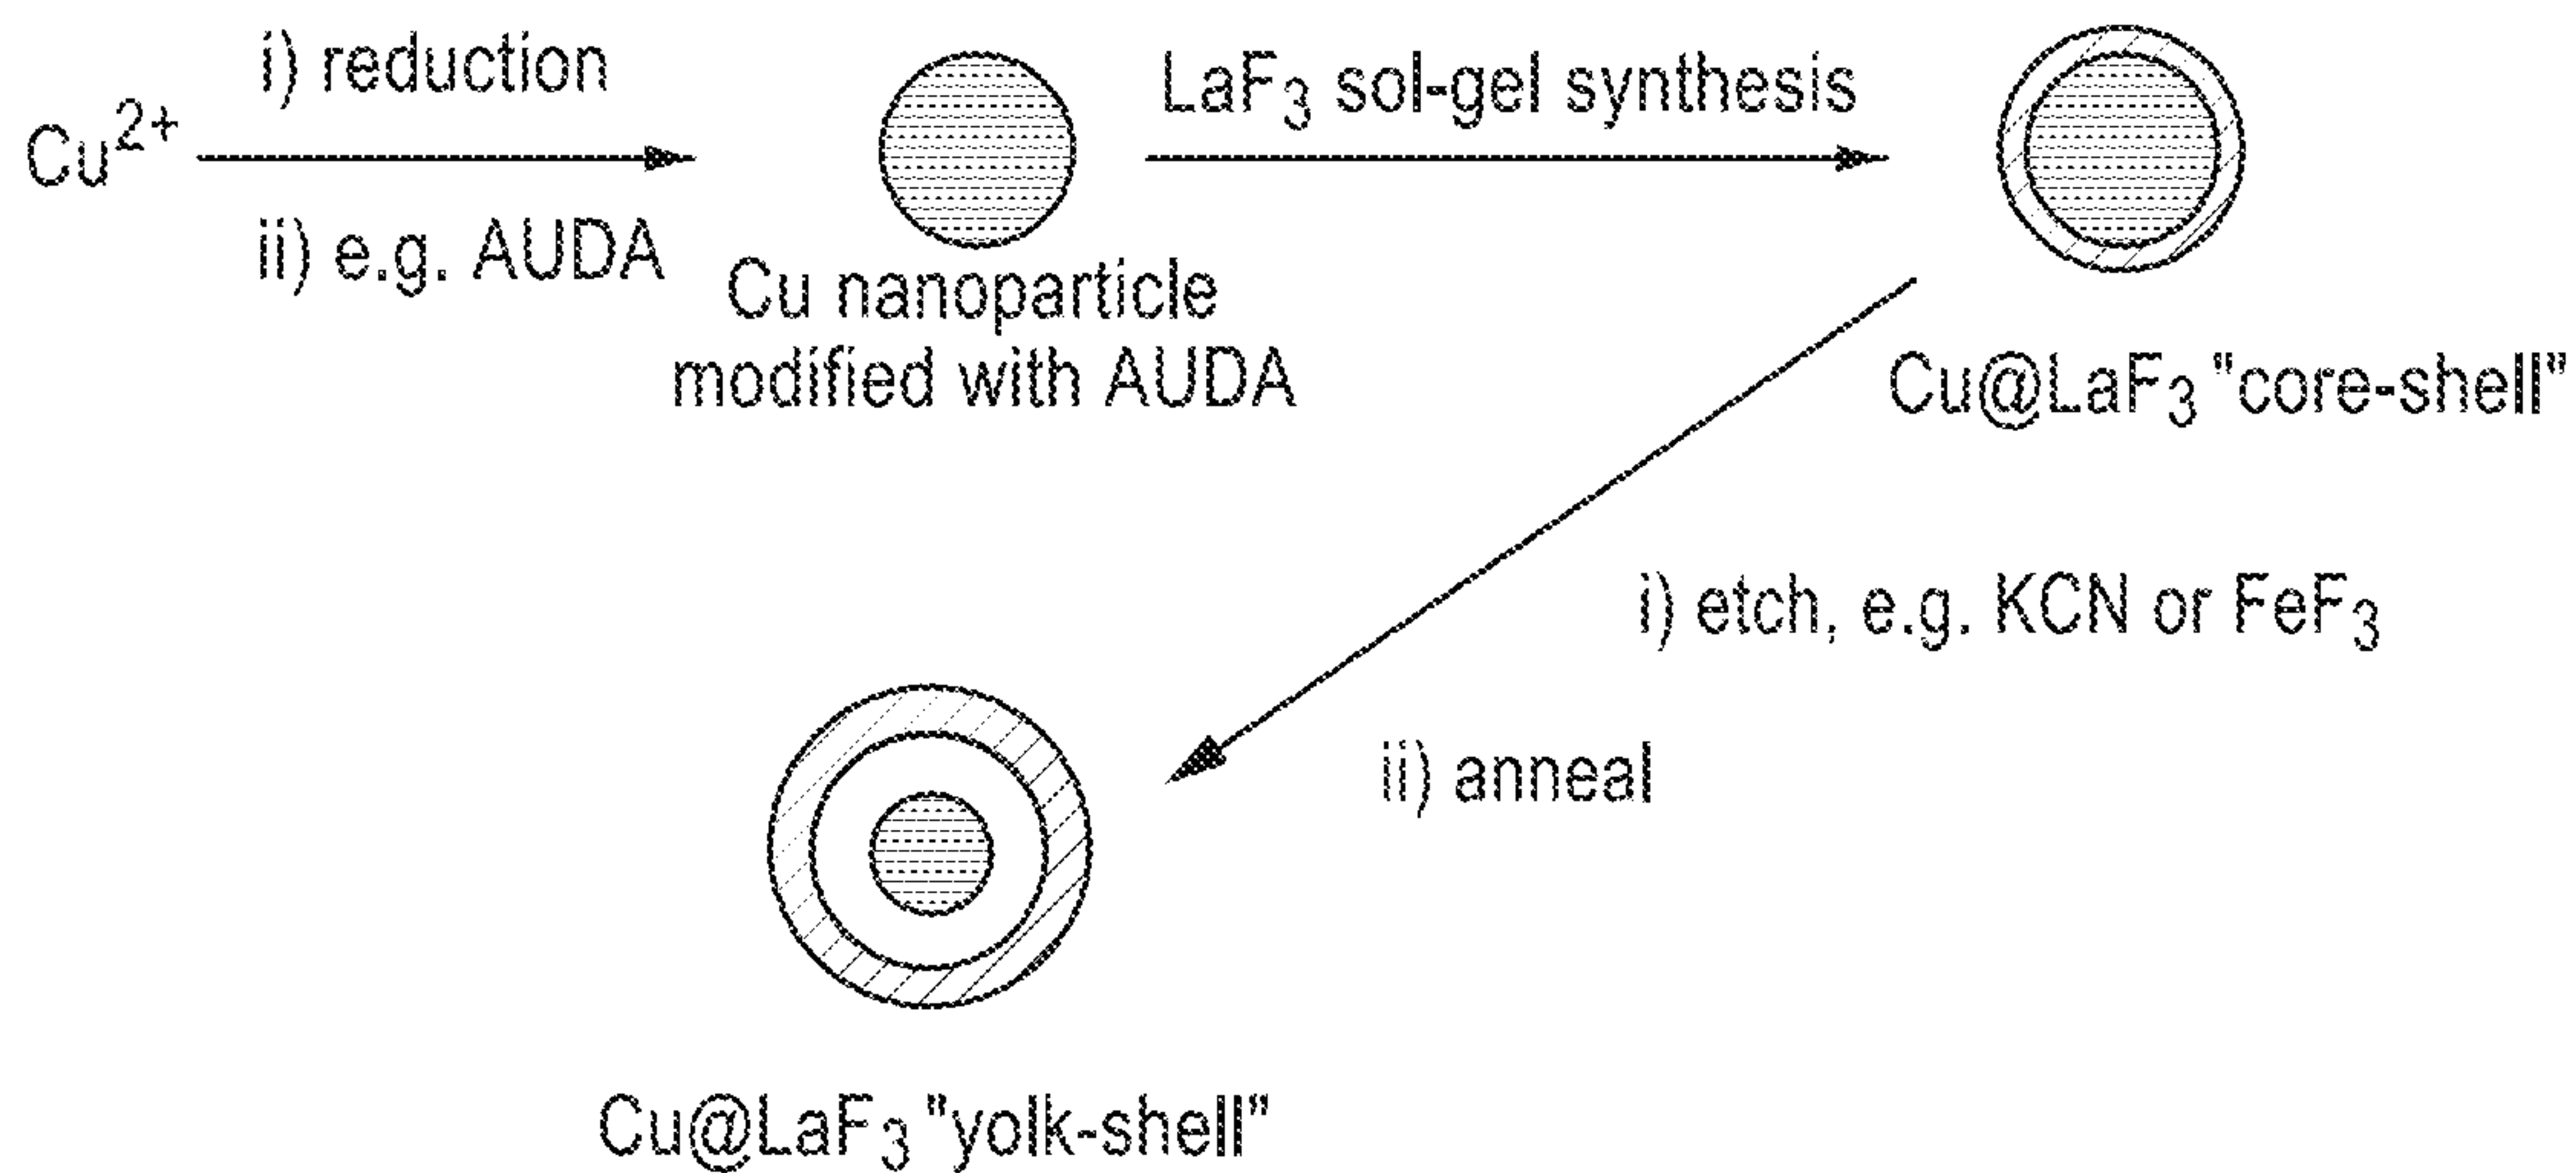 i) reduction
Cu²⁺
ii) e.g. AUDA
Cu nanoparticle
modified with AUDA
LaF₃ sol-gel synthesis
Cu@LaF₃ "core-shell"
i) etch, e.g. KCN or FeF₃
ii) anneal
Cu@LaF₃ "yolk-shell"